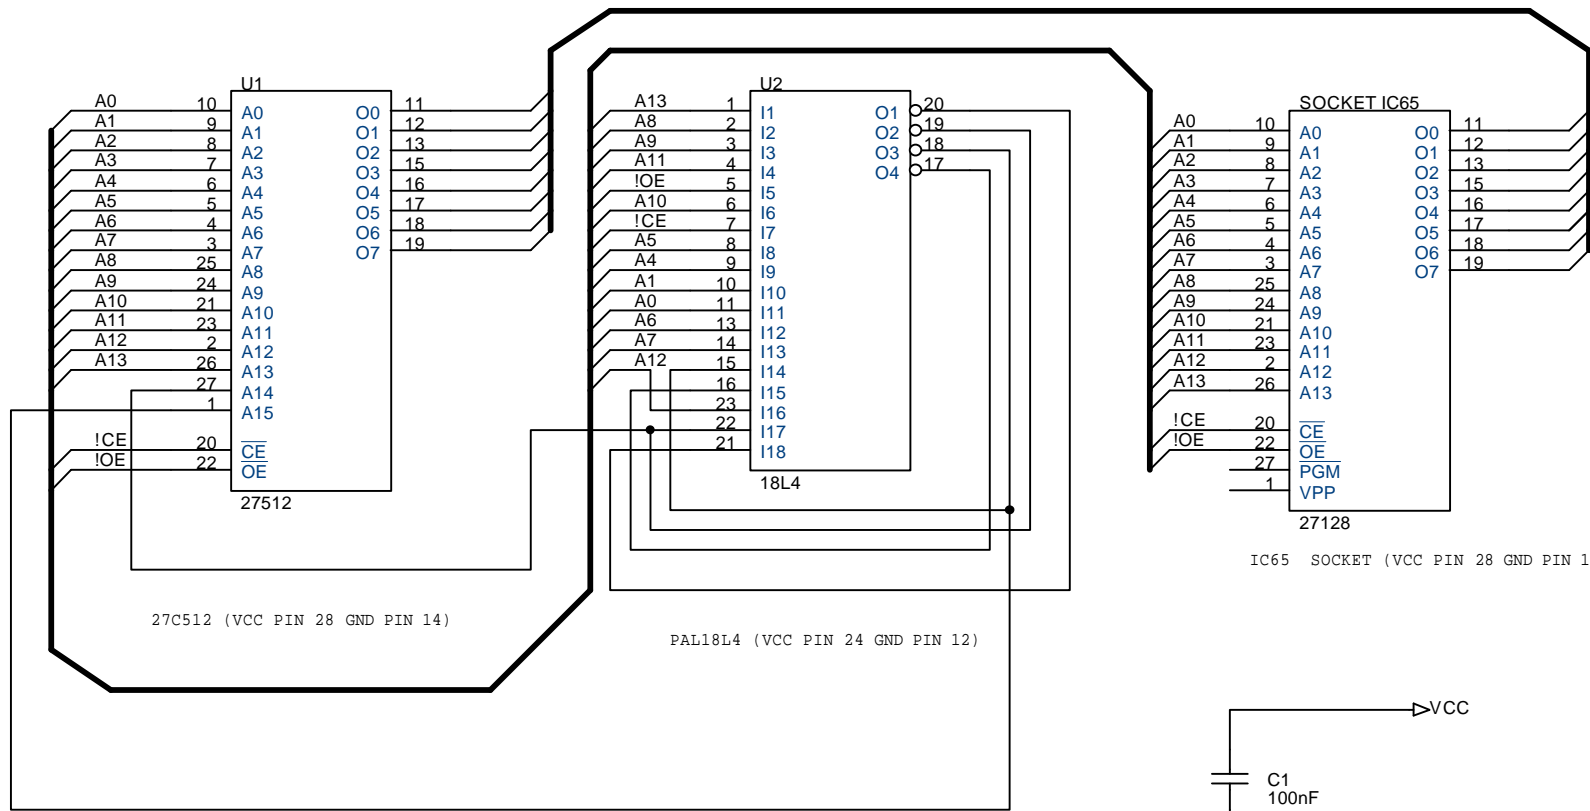 U1
A0 10 A0 O0 11
A1 9 A1 O1 12
A2 8 A2 O2 13
A3 7 A3 O3 15
A4 6 A4 O4 16
A5 5 A5 O5 17
A6 4 A6 O6 18
A7 3 A7 O7 19
A8 25 A8
A9 24 A9
A10 21 A10
A11 23 A11
A12 2 A12
A13 26 A13
27 A14
1 A15
!CE 20 CE
!OE 22 OE
27512
27C512 (VCC PIN 28 GND PIN 14)
U2
A13 1 I1 O1 20
A8 2 I2 O2 19
A9 3 I3 O3 18
A11 4 I4 O4 17
!OE 5 I5
A10 6 I6
!CE 7 I7
A5 8 I8
A4 9 I9
A1 10 I10
A0 11 I11
A6 13 I12
A7 14 I13
A12 15 I14
16 I15
23 I16
22 I17
21 I18
18L4
PAL18L4 (VCC PIN 24 GND PIN 12)
SOCKET IC65
A0 10 A0 O0 11
A1 9 A1 O1 12
A2 8 A2 O2 13
A3 7 A3 O3 15
A4 6 A4 O4 16
A5 5 A5 O5 17
A6 4 A6 O6 18
A7 3 A7 O7 19
A8 25 A8
A9 24 A9
A10 21 A10
A11 23 A11
A12 2 A12
A13 26 A13
!CE 20 CE
!OE 22 OE
27 PGM
1 VPP
27128
IC65 SOCKET (VCC PIN 28 GND PIN 1
VCC
C1
100nF